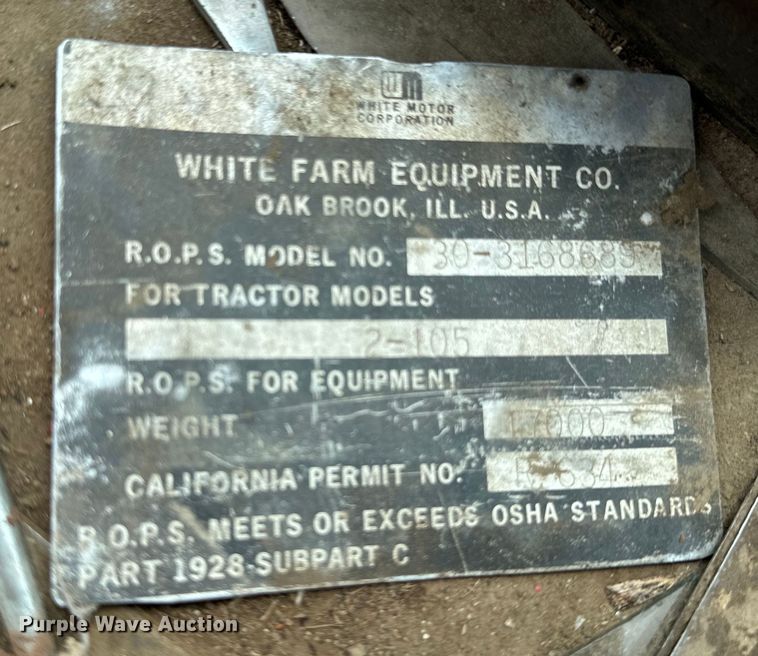 WHITE MOTOR
CORPORATION
WHITE FARM EQUIPMENT CO.
OAK BROOK, ILL. U.S.A.
R.O.P.S. MODEL NO. 30-3168689
FOR TRACTOR MODELS
2-105
R.O.P.S. FOR EQUIPMENT
WEIGHT 17000
CALIFORNIA PERMIT NO.
R.O.P.S. MEETS OR EXCEEDS OSHA STANDARDS
PART 1928-SUBPART C
Purple Wave Auction